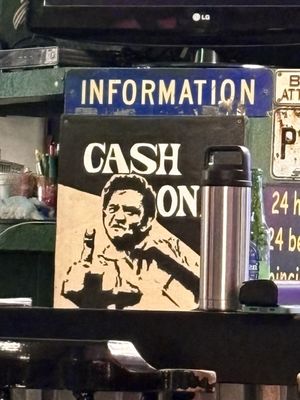 LG
INFORMATION
CASH
ON
24 h
24 h